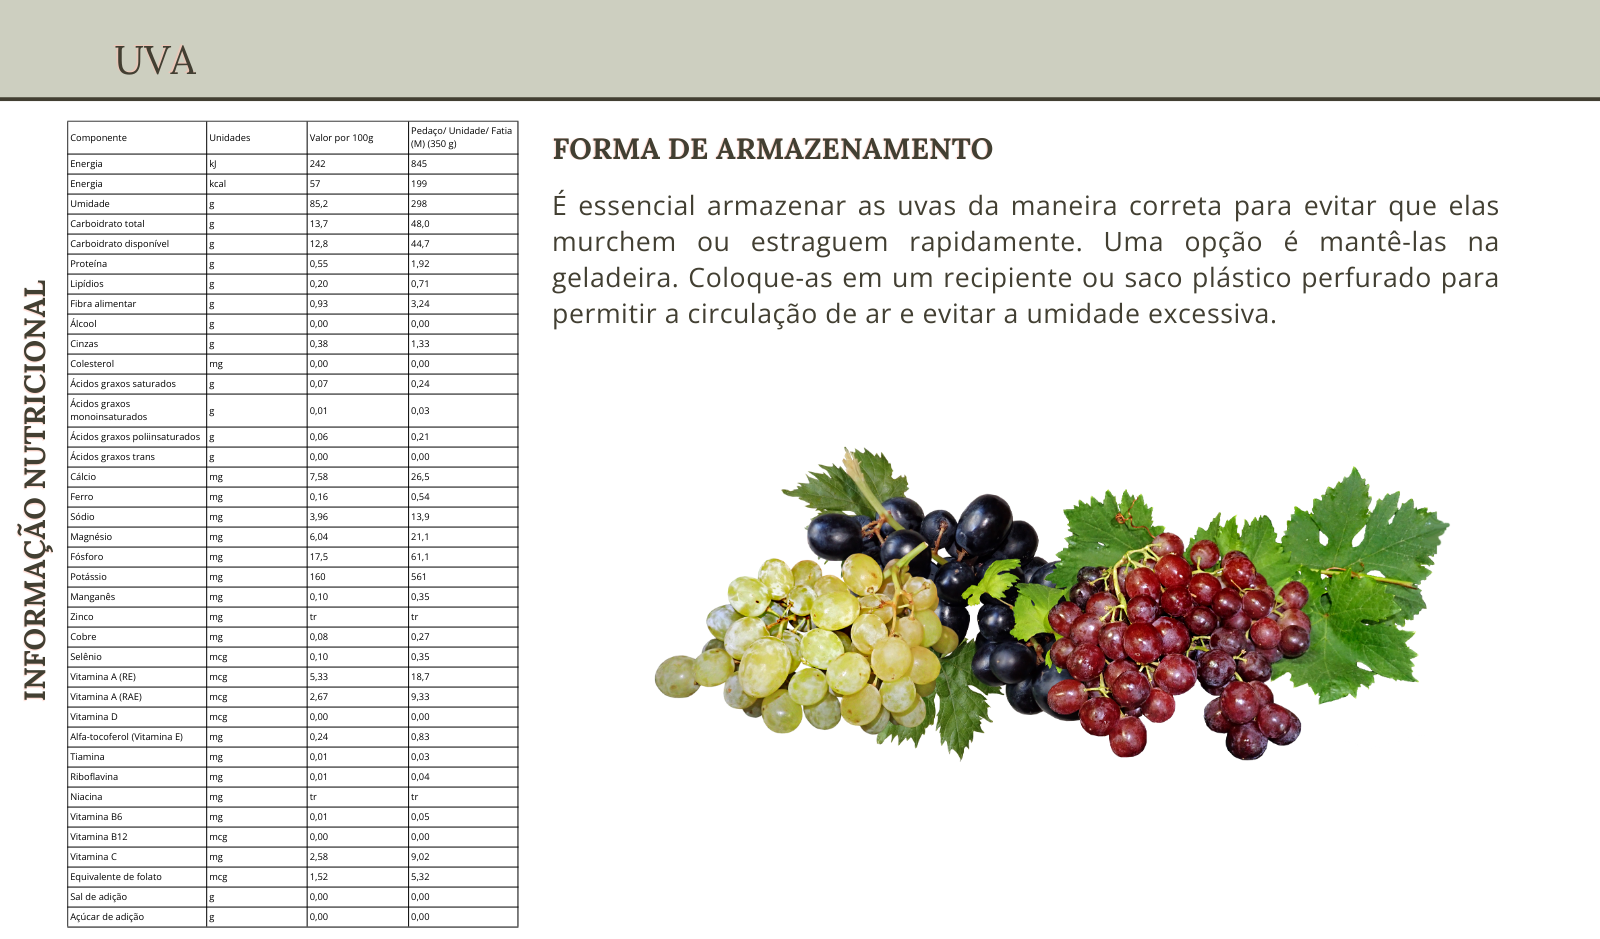 UVA
INFORMAÇÃO NUTRICIONAL
Componente Unidades Valor por 100g Pedaço/ Unidade/ Fatia (M) (350 g)
Energia kJ 242 845
Energia kcal 57 199
Umidade g 85,2 298
Carboidrato total g 13,7 48,0
Carboidrato disponível g 12,8 44,7
Proteína g 0,55 1,92
Lipídios g 0,20 0,71
Fibra alimentar g 0,93 3,24
Álcool g 0,00 0,00
Cinzas g 0,38 1,33
Colesterol mg 0,00 0,00
Ácidos graxos saturados g 0,07 0,24
Ácidos graxos monoinsaturados g 0,01 0,03
Ácidos graxos poliinsaturados g 0,06 0,21
Ácidos graxos trans g 0,00 0,00
Cálcio mg 7,58 26,5
Ferro mg 0,16 0,54
Sódio mg 3,96 13,9
Magnésio mg 6,04 21,1
Fósforo mg 17,5 61,1
Potássio mg 160 561
Manganês mg 0,10 0,35
Zinco mg tr tr
Cobre mg 0,08 0,27
Selênio mcg 0,10 0,35
Vitamina A (RE) mcg 5,33 18,7
Vitamina A (RAE) mcg 2,67 9,33
Vitamina D mcg 0,00 0,00
Alfa-tocoferol (Vitamina E) mg 0,24 0,83
Tiamina mg 0,01 0,03
Riboflavina mg 0,01 0,04
Niacina mg tr tr
Vitamina B6 mg 0,01 0,05
Vitamina B12 mcg 0,00 0,00
Vitamina C mg 2,58 9,02
Equivalente de folato mcg 1,52 5,32
Sal de adição g 0,00 0,00
Açúcar de adição g 0,00 0,00
FORMA DE ARMAZENAMENTO
É essencial armazenar as uvas da maneira correta para evitar que elas
murchem ou estraguem rapidamente. Uma opção é mantê-las na
geladeira. Coloque-as em um recipiente ou saco plástico perfurado para
permitir a circulação de ar e evitar a umidade excessiva.